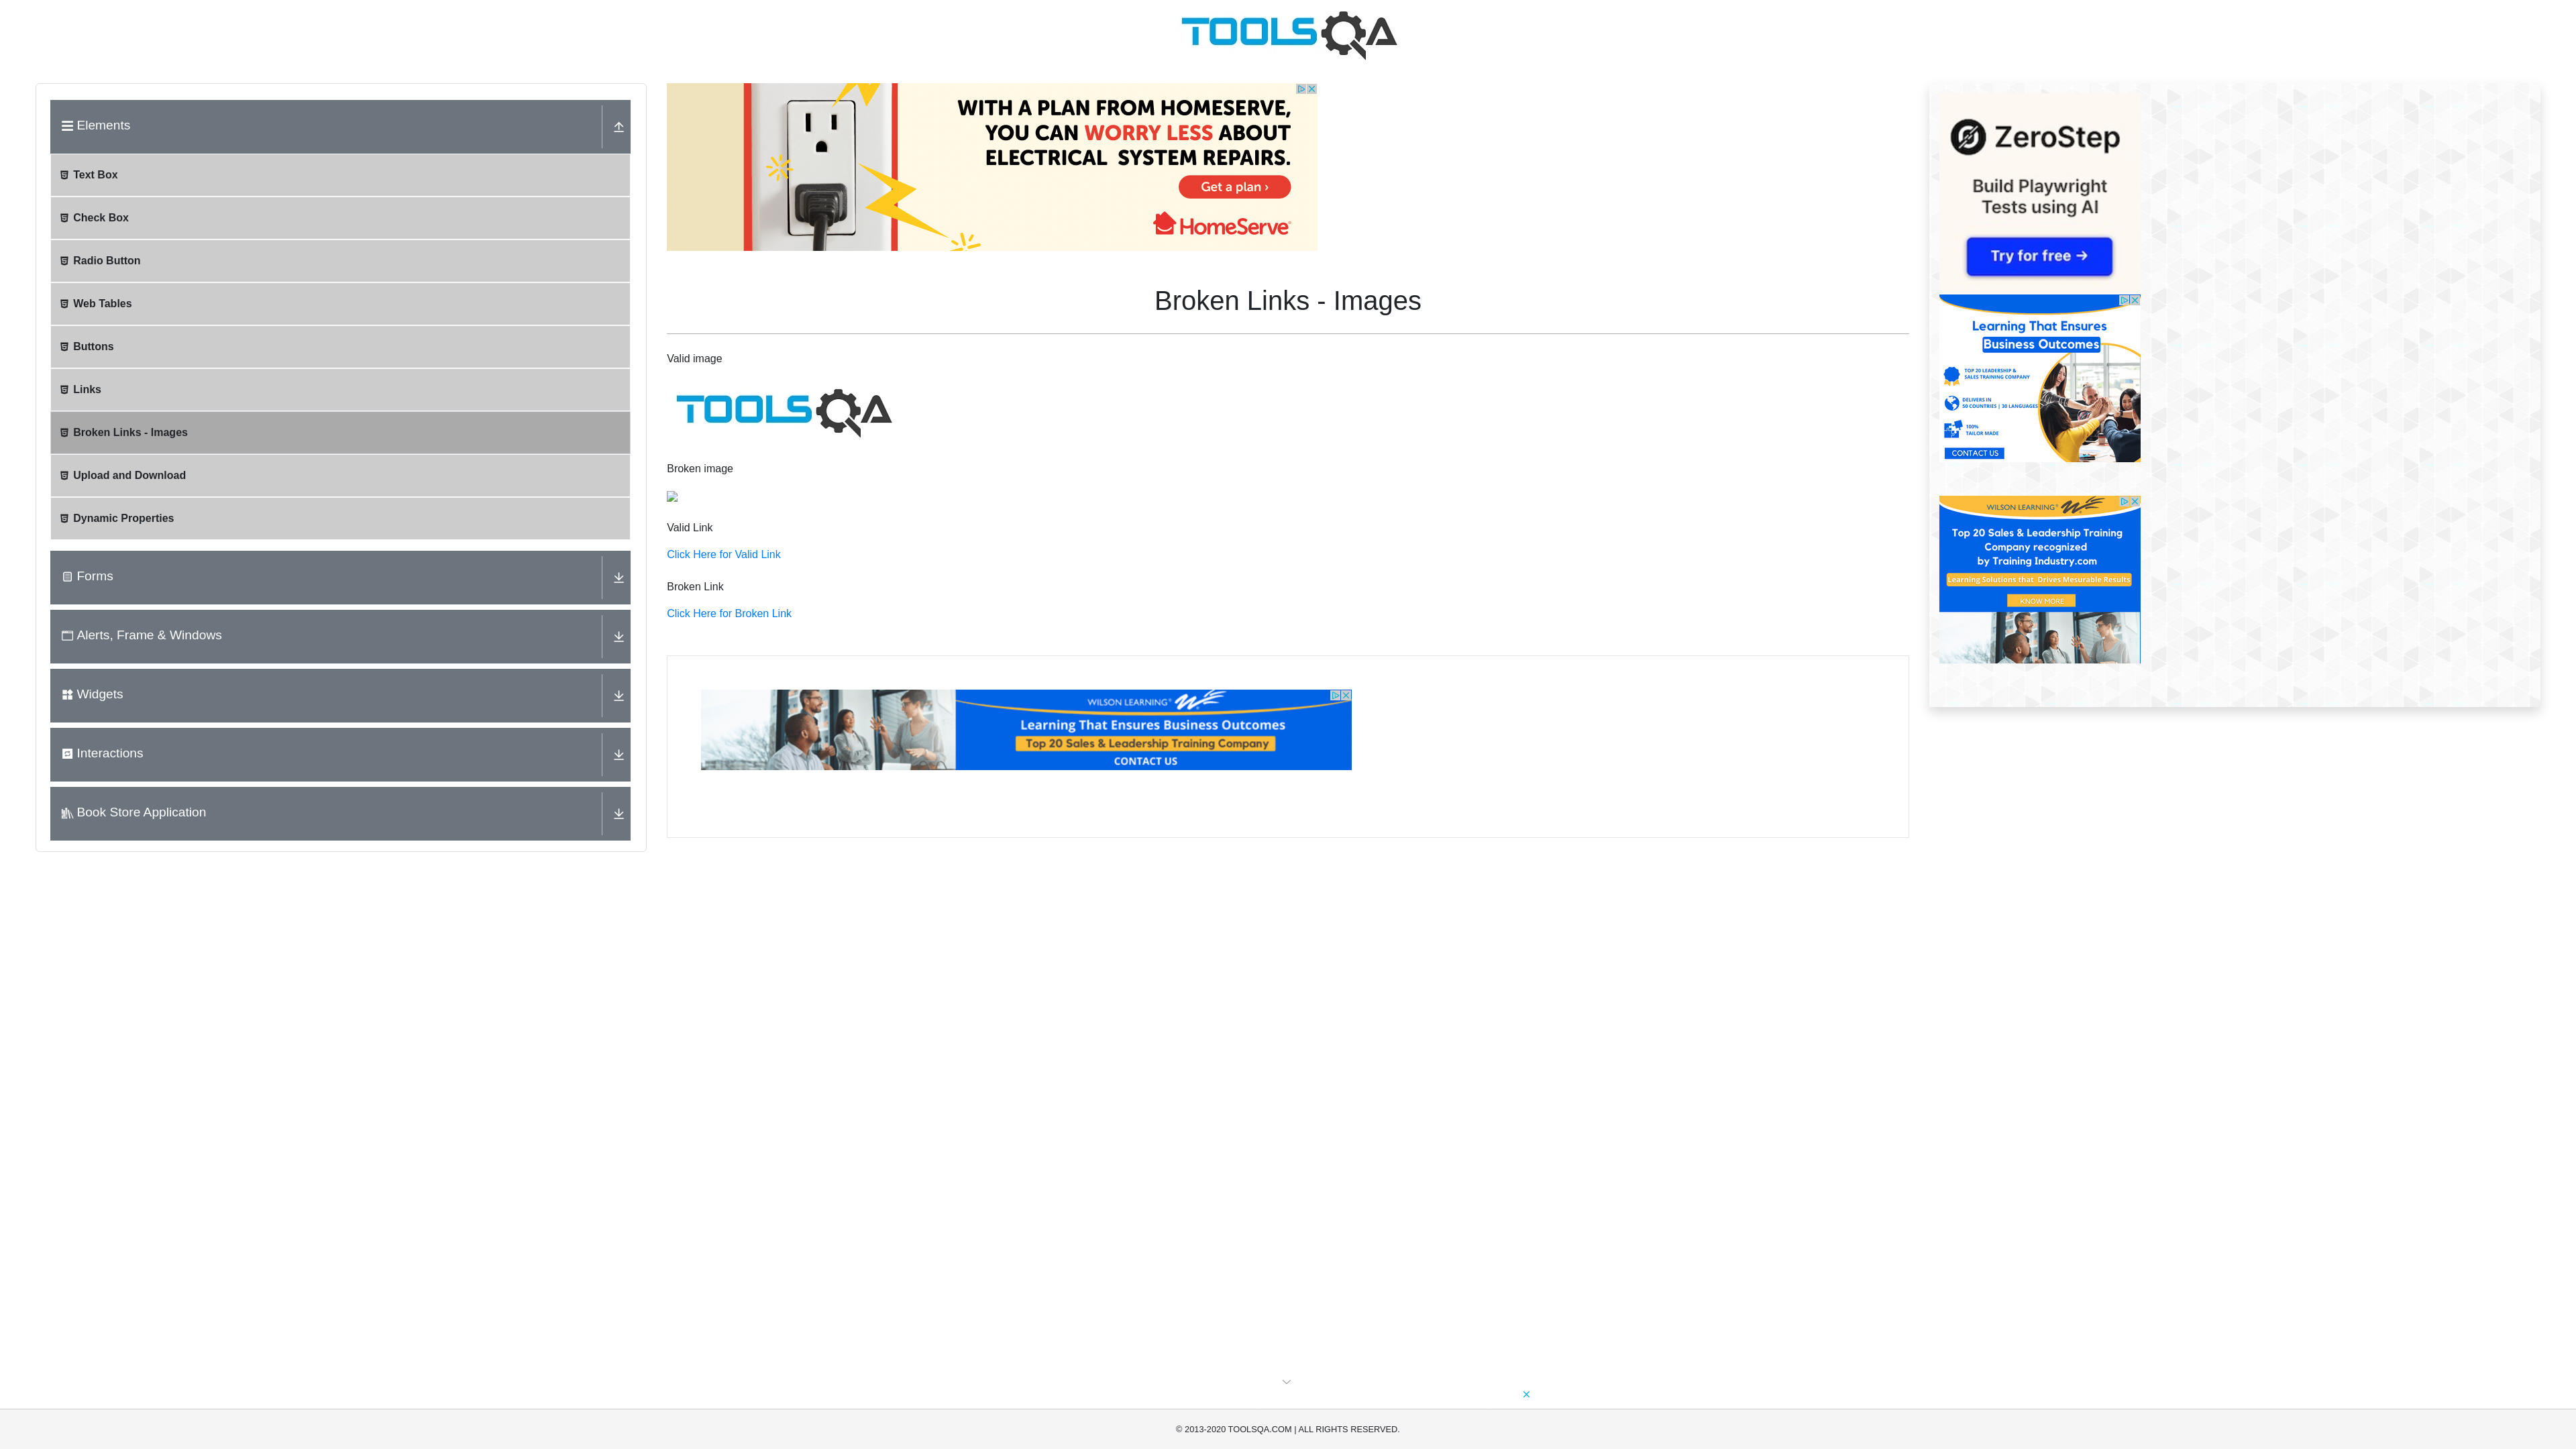 TOOLSQA
Elements
Text Box
Check Box
Radio Button
Web Tables
Buttons
Links
Broken Links - Images
Upload and Download
Dynamic Properties
Forms
Alerts, Frame & Windows
Widgets
Interactions
Book Store Application
WITH A PLAN FROM HOMESERVE,
YOU CAN WORRY LESS ABOUT
ELECTRICAL SYSTEM REPAIRS.
Get a plan ›
HomeServe
Broken Links - Images
Valid image
TOOLSQA
Broken image
Valid Link
Click Here for Valid Link
Broken Link
Click Here for Broken Link
WILSON LEARNING®
Learning That Ensures Business Outcomes
Top 20 Sales & Leadership Training Company
CONTACT US
ZeroStep
Build Playwright
Tests using AI
Try for free →
Learning That Ensures
Business Outcomes
TOP 20 LEADERSHIP &
SALES TRAINING COMPANY
DELIVERS IN
50 COUNTRIES | 30 LANGUAGES
100%
TAILOR MADE
CONTACT US
WILSON LEARNING®
Top 20 Sales & Leadership Training
Company recognized
by Training Industry.com
Learning Solutions that Drives Mesurable Results
KNOW MORE
© 2013-2020 TOOLSQA.COM | ALL RIGHTS RESERVED.